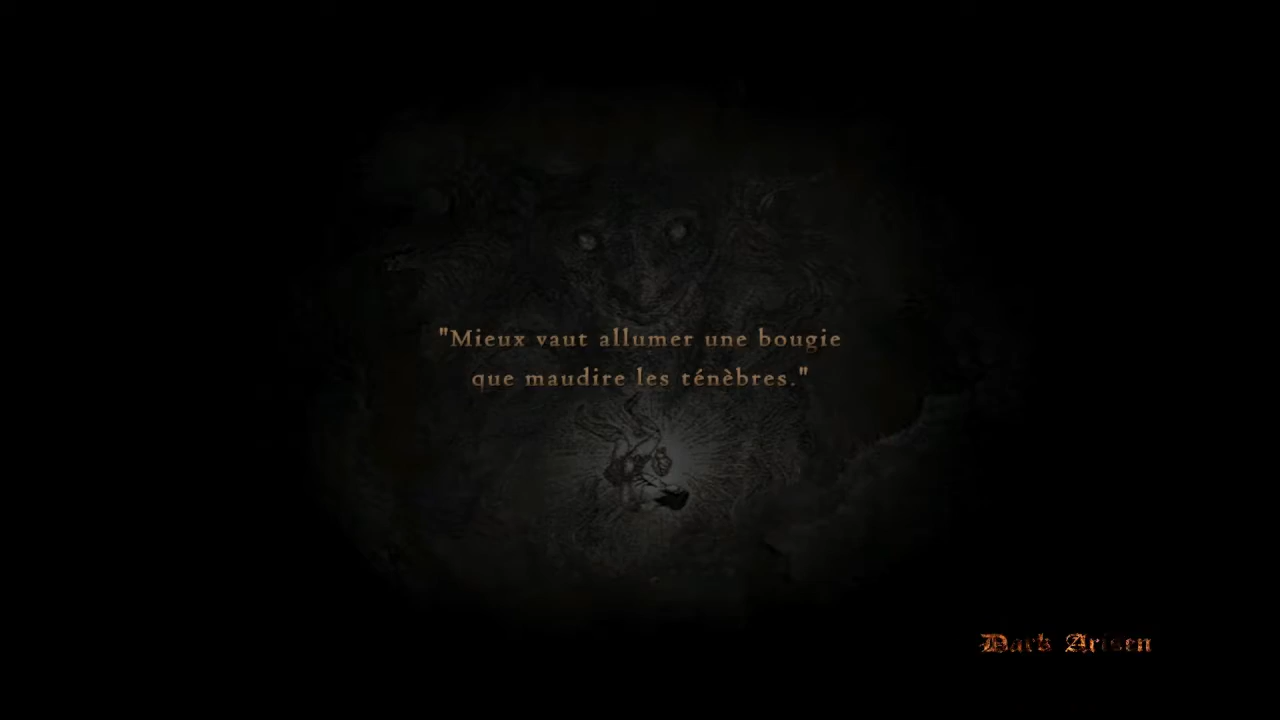 "Mieux vaut allumer une bougie
que maudire les ténèbres."
Dark Arisen